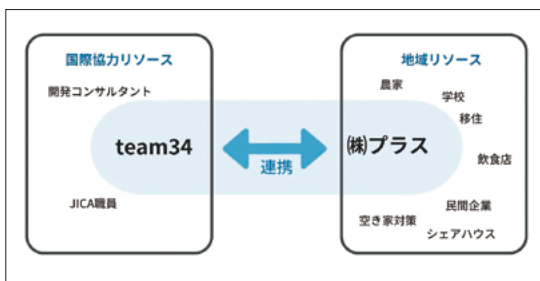 国際協力リソース
開発コンサルタント
team34
JICA職員
連携
地域リソース
農家
学校
移住
㈱プラス
飲食店
民間企業
空き家対策
シェアハウス